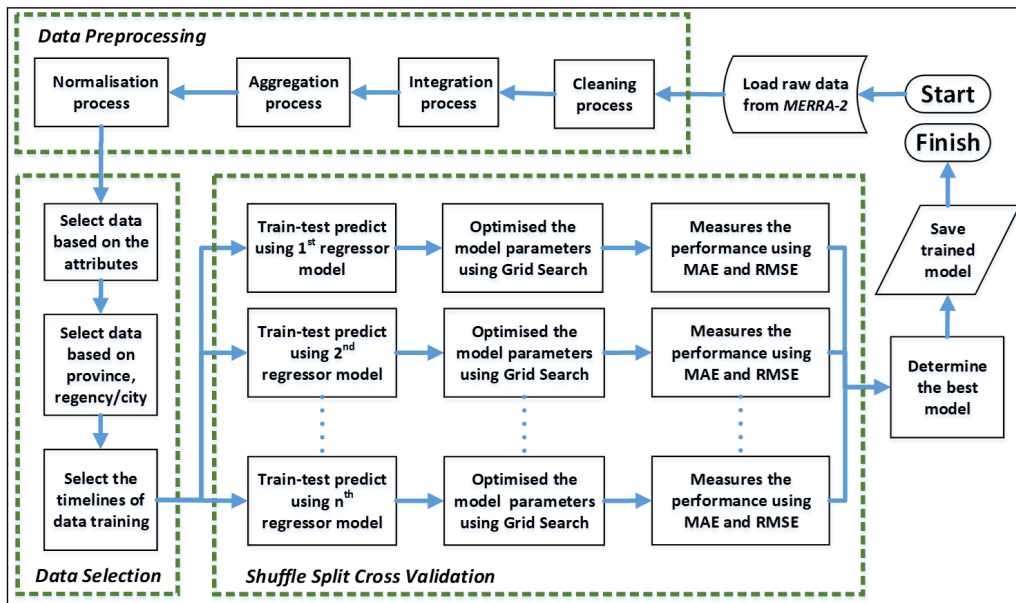 Data Preprocessing
Start
Load raw data
from MERRA-2
Cleaning
process
Integration
process
Aggregation
process
Normalisation
process
Select data
based on the
attributes
Select data
based on
province,
regency/city
Select the
timelines of
data training
Data Selection
Train-test predict
using 1st regressor
model
Optimised the
model parameters
using Grid Search
Measures the
performance using
MAE and RMSE
Train-test predict
using 2nd
regressor model
Optimised the
model parameters
using Grid Search
Measures the
performance using
MAE and RMSE
Train-test predict
using nth
regressor model
Optimised the
model parameters
using Grid Search
Measures the
performance using
MAE and RMSE
Shuffle Split Cross Validation
Determine
the best
model
Save
trained
model
Finish